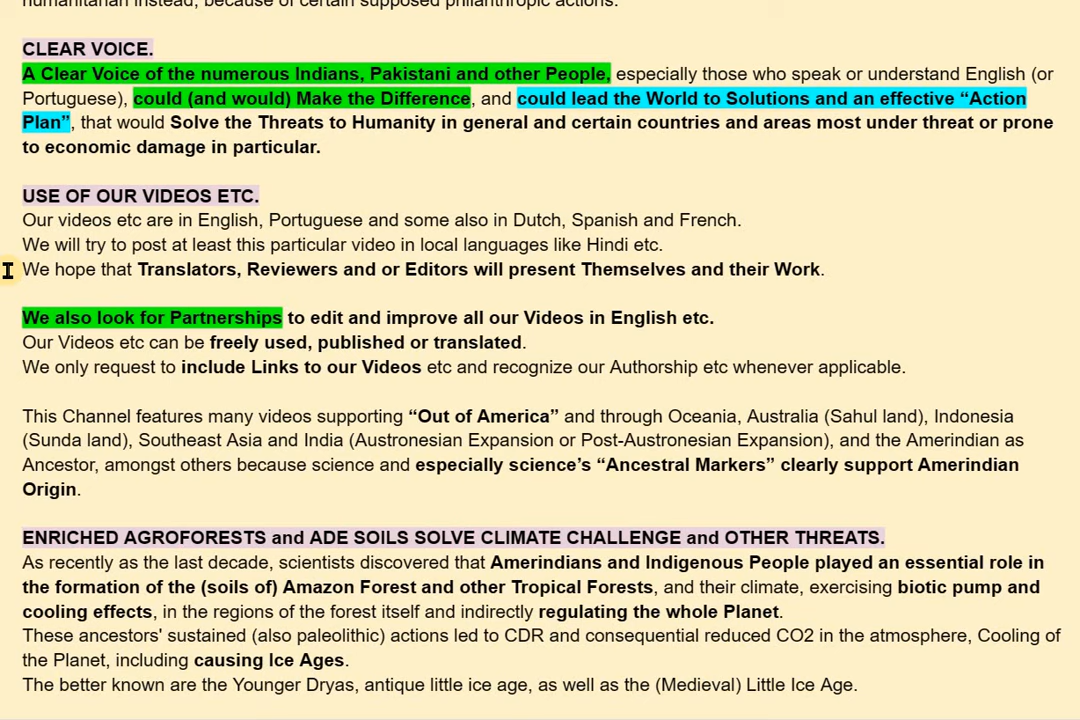 humanitarian instead, because of certain supposed philanthropic actions.
CLEAR VOICE.
A Clear Voice of the numerous Indians, Pakistani and other People, especially those who speak or understand English (or
Portuguese), could (and would) Make the Difference, and could lead the World to Solutions and an effective “Action
Plan”, that would Solve the Threats to Humanity in general and certain countries and areas most under threat or prone
to economic damage in particular.
USE OF OUR VIDEOS ETC.
Our videos etc are in English, Portuguese and some also in Dutch, Spanish and French.
We will try to post at least this particular video in local languages like Hindi etc.
We hope that Translators, Reviewers and or Editors will present Themselves and their Work.
We also look for Partnerships to edit and improve all our Videos in English etc.
Our Videos etc can be freely used, published or translated.
We only request to include Links to our Videos etc and recognize our Authorship etc whenever applicable.
This Channel features many videos supporting “Out of America” and through Oceania, Australia (Sahul land), Indonesia
(Sunda land), Southeast Asia and India (Austronesian Expansion or Post-Austronesian Expansion), and the Amerindian as
Ancestor, amongst others because science and especially science’s “Ancestral Markers” clearly support Amerindian
Origin.
ENRICHED AGROFORESTS and ADE SOILS SOLVE CLIMATE CHALLENGE and OTHER THREATS.
As recently as the last decade, scientists discovered that Amerindians and Indigenous People played an essential role in
the formation of the (soils of) Amazon Forest and other Tropical Forests, and their climate, exercising biotic pump and
cooling effects, in the regions of the forest itself and indirectly regulating the whole Planet.
These ancestors' sustained (also paleolithic) actions led to CDR and consequential reduced CO2 in the atmosphere, Cooling of
the Planet, including causing Ice Ages.
The better known are the Younger Dryas, antique little ice age, as well as the (Medieval) Little Ice Age.